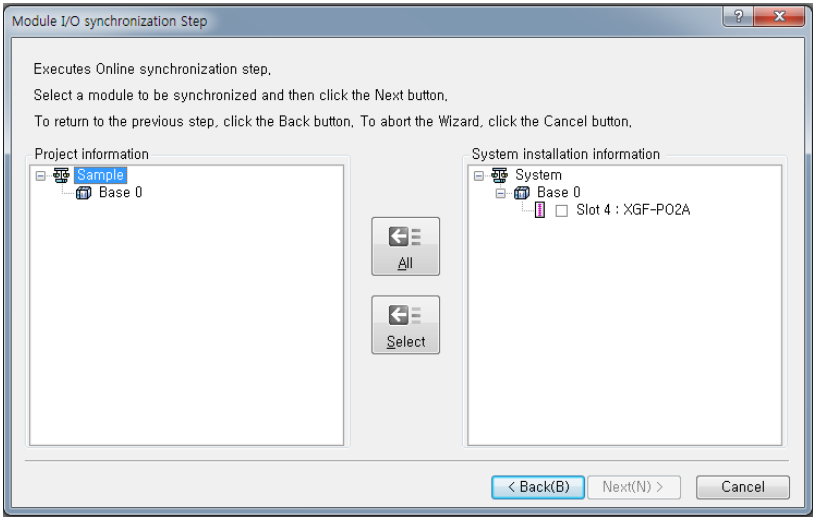 Module I/O synchronization Step
Executes Online synchronization step,
Select a module to be synchronized and then click the Next button,
To return to the previous step, click the Back button, To abort the Wizard, click the Cancel button,
Project information
Sample
Base 0
All
Select
System installation information
System
Base 0
Slot 4 : XGF-PO2A
< Back(B)
Next(N) >
Cancel